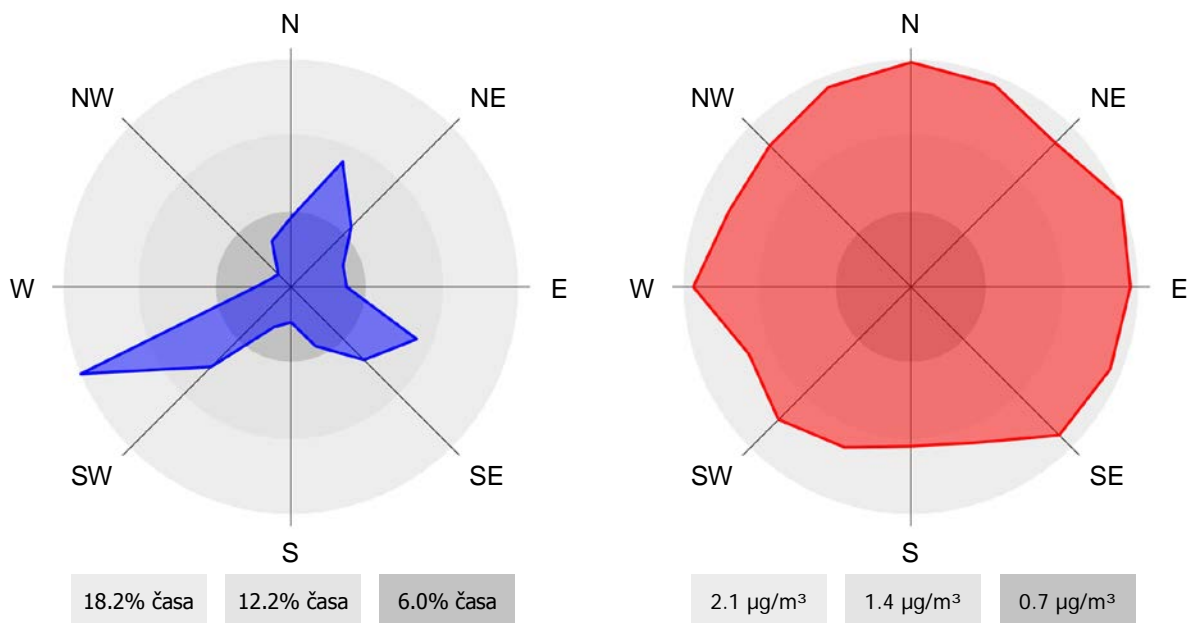 N
NW
NE
W
E
SW
SE
S
18.2% časa
12.2% časa
6.0% časa
N
NW
NE
W
E
SW
SE
S
2.1 µg/m³
1.4 µg/m³
0.7 µg/m³